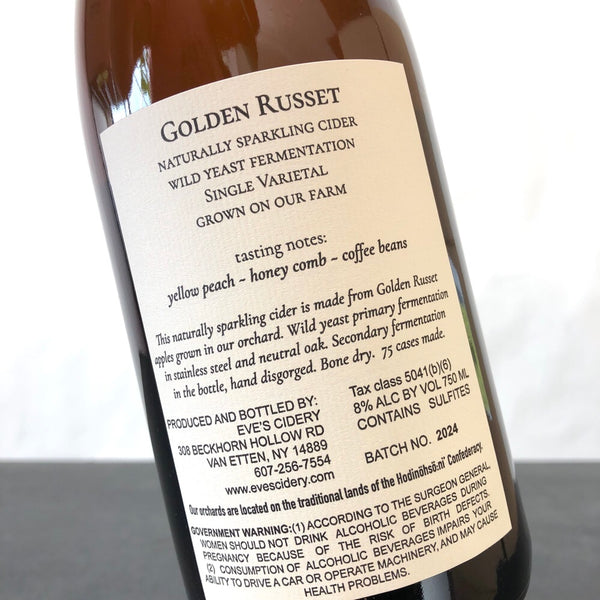 GOLDEN RUSSET
NATURALLY SPARKLING CIDER
WILD YEAST FERMENTATION
SINGLE VARIETAL
GROWN ON OUR FARM
tasting notes:
yellow peach ~ honey comb ~ coffee beans
This naturally sparkling cider is made from Golden Russet
apples grown in our orchard. Wild yeast primary fermentation
in stainless steel and neutral oak. Secondary fermentation
in the bottle, hand disgorged. Bone dry. 75 cases made.
PRODUCED AND BOTTLED BY:
EVE'S CIDERY
308 BECKHORN HOLLOW RD
VAN ETTEN, NY 14889
607-256-7554
www.evescidery.com
Tax class 5041(b)(6)
8% ALC BY VOL 750 ML
CONTAINS SULFITES
BATCH NO. 2024
Our orchards are located on the traditional lands of the Hodinöhsö:ni' Confederacy.
GOVERNMENT WARNING:(1) ACCORDING TO THE SURGEON GENERAL,
WOMEN SHOULD NOT DRINK ALCOHOLIC BEVERAGES DURING
PREGNANCY BECAUSE OF THE RISK OF BIRTH DEFECTS.
(2) CONSUMPTION OF ALCOHOLIC BEVERAGES IMPAIRS YOUR
ABILITY TO DRIVE A CAR OR OPERATE MACHINERY, AND MAY CAUSE
HEALTH PROBLEMS.